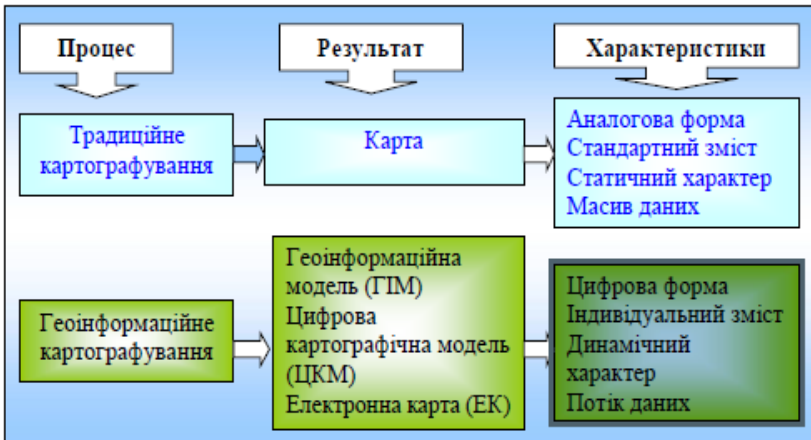 Процес
Результат
Характеристики
Традиційне
картографування
Карта
Аналогова форма
Стандартний зміст
Статичний характер
Масив даних
Геоінформаційне
картографування
Геоінформаційна
модель (ГІМ)
Цифрова
картографічна модель
(ЦКМ)
Електронна карта (ЕК)
Цифрова форма
Індивідуальний зміст
Динамічний
характер
Потік даних